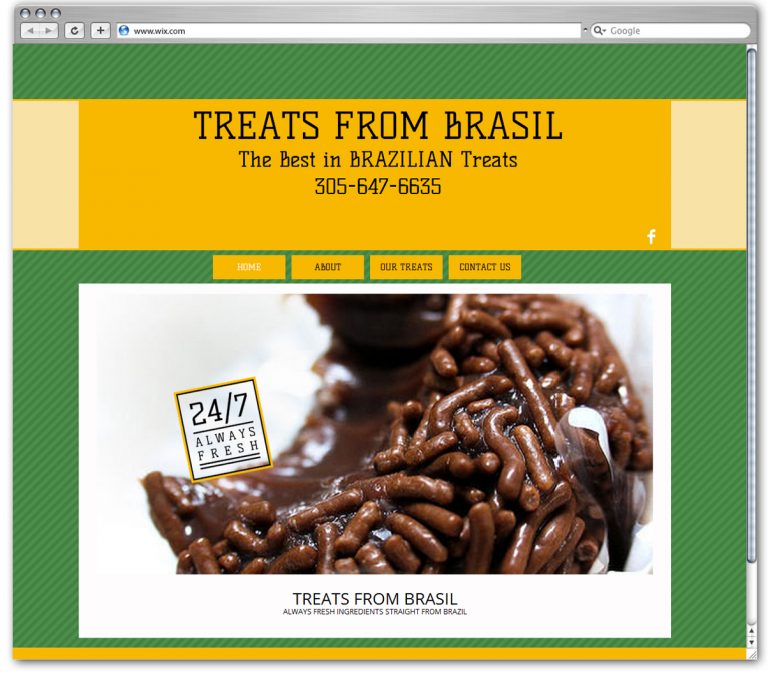 www.wix.com
Google
TREATS FROM BRASIL
The Best in BRAZILIAN Treats
305-647-6635
f
HOME
ABOUT
OUR TREATS
CONTACT US
24/7
ALWAYS
FRESH
TREATS FROM BRASIL
ALWAYS FRESH INGREDIENTS STRAIGHT FROM BRAZIL